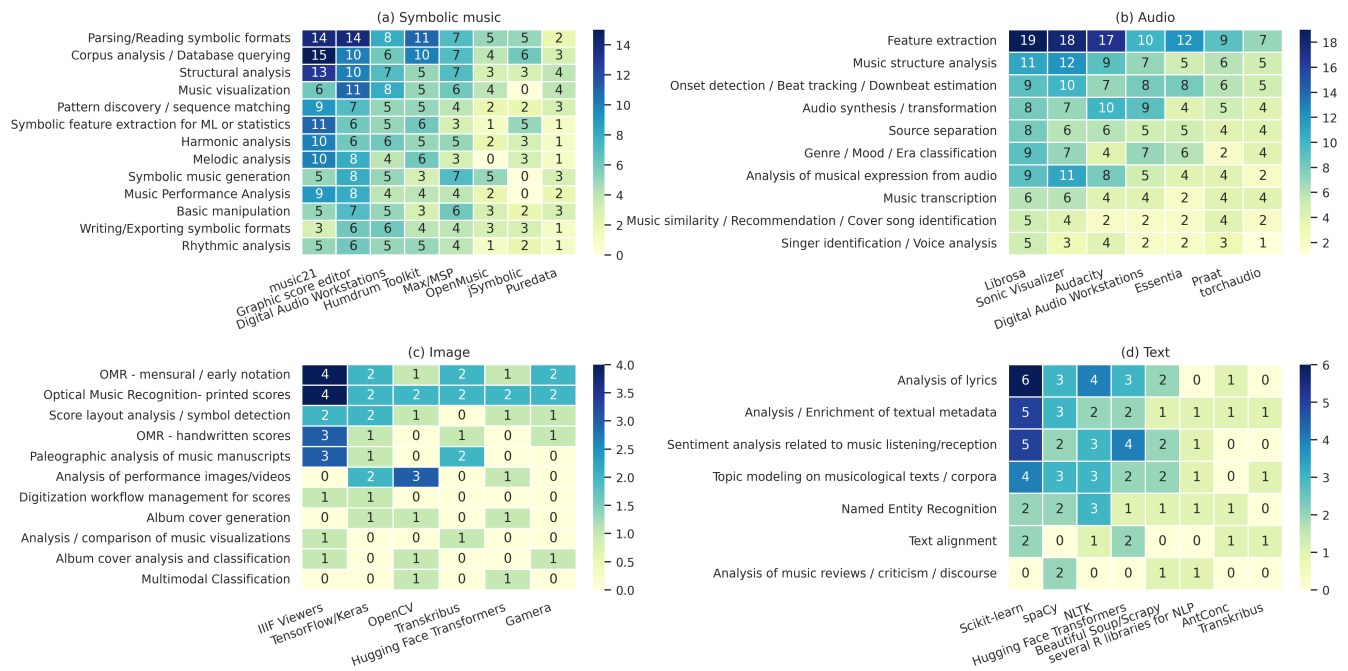 (a) Symbolic music
Parsing/Reading symbolic formats 14 14 8 11 7 5 5 2
Corpus analysis / Database querying 15 10 6 10 7 4 6 3
Structural analysis 13 10 7 5 7 3 3 4
Music visualization 6 11 8 5 6 4 0 4
Pattern discovery / sequence matching 9 7 5 5 4 2 2 3
Symbolic feature extraction for ML or statistics 11 6 5 6 3 1 5 1
Harmonic analysis 10 6 6 5 5 2 3 1
Melodic analysis 10 8 4 6 3 0 3 1
Symbolic music generation 5 8 5 3 7 5 0 3
Music Performance Analysis 9 8 4 4 4 2 0 2
Basic manipulation 5 7 5 3 6 3 2 3
Writing/Exporting symbolic formats 3 6 6 4 4 3 3 1
Rhythmic analysis 5 6 5 5 4 1 2 1
music21
Graphic score editor
Digital Audio Workstations
Humdrum Toolkit
Max/MSP
OpenMusic
jSymbolic
Puredata
14
12
10
8
6
4
2
0
(b) Audio
Feature extraction 19 18 17 10 12 9 7
Music structure analysis 11 12 9 7 5 6 5
Onset detection / Beat tracking / Downbeat estimation 9 10 7 8 8 6 5
Audio synthesis / transformation 8 7 10 9 4 5 4
Source separation 8 6 6 5 5 4 4
Genre / Mood / Era classification 9 7 4 7 6 2 4
Analysis of musical expression from audio 9 11 8 5 4 4 2
Music transcription 6 6 4 4 2 4 4
Music similarity / Recommendation / Cover song identification 5 4 2 2 2 4 2
Singer identification / Voice analysis 5 3 4 2 2 3 1
Librosa
Sonic Visualizer
Audacity
Digital Audio Workstations
Essentia
Praat
torchaudio
18
16
14
12
10
8
6
4
2
(c) Image
OMR - mensural / early notation 4 2 1 2 1 2
Optical Music Recognition- printed scores 4 2 2 2 2 2
Score layout analysis / symbol detection 2 2 1 0 1 1
OMR - handwritten scores 3 1 0 1 0 1
Paleographic analysis of music manuscripts 3 1 0 2 0 0
Analysis of performance images/videos 0 2 3 0 1 0
Digitization workflow management for scores 1 1 0 0 0 0
Album cover generation 0 1 1 0 1 0
Analysis / comparison of music visualizations 1 0 0 1 0 0
Album cover analysis and classification 1 0 1 0 0 1
Multimodal Classification 0 0 1 0 1 0
IIIF Viewers
TensorFlow/Keras
OpenCV
Transkribus
Hugging Face Transformers
Gamera
4.0
3.5
3.0
2.5
2.0
1.5
1.0
0.5
0.0
(d) Text
Analysis of lyrics 6 3 4 3 2 0 1 0
Analysis / Enrichment of textual metadata 5 3 2 2 1 1 1 1
Sentiment analysis related to music listening/reception 5 2 3 4 2 1 0 0
Topic modeling on musicological texts / corpora 4 3 3 2 2 1 0 1
Named Entity Recognition 2 2 3 1 1 1 1 0
Text alignment 2 0 1 2 0 0 1 1
Analysis of music reviews / criticism / discourse 0 2 0 0 1 1 0 0
Scikit-learn
spaCy
NLTK
Hugging Face Transformers
Beautiful Soup/Scrapy
several R libraries for NLP
AntConc
Transkribus
6
5
4
3
2
1
0